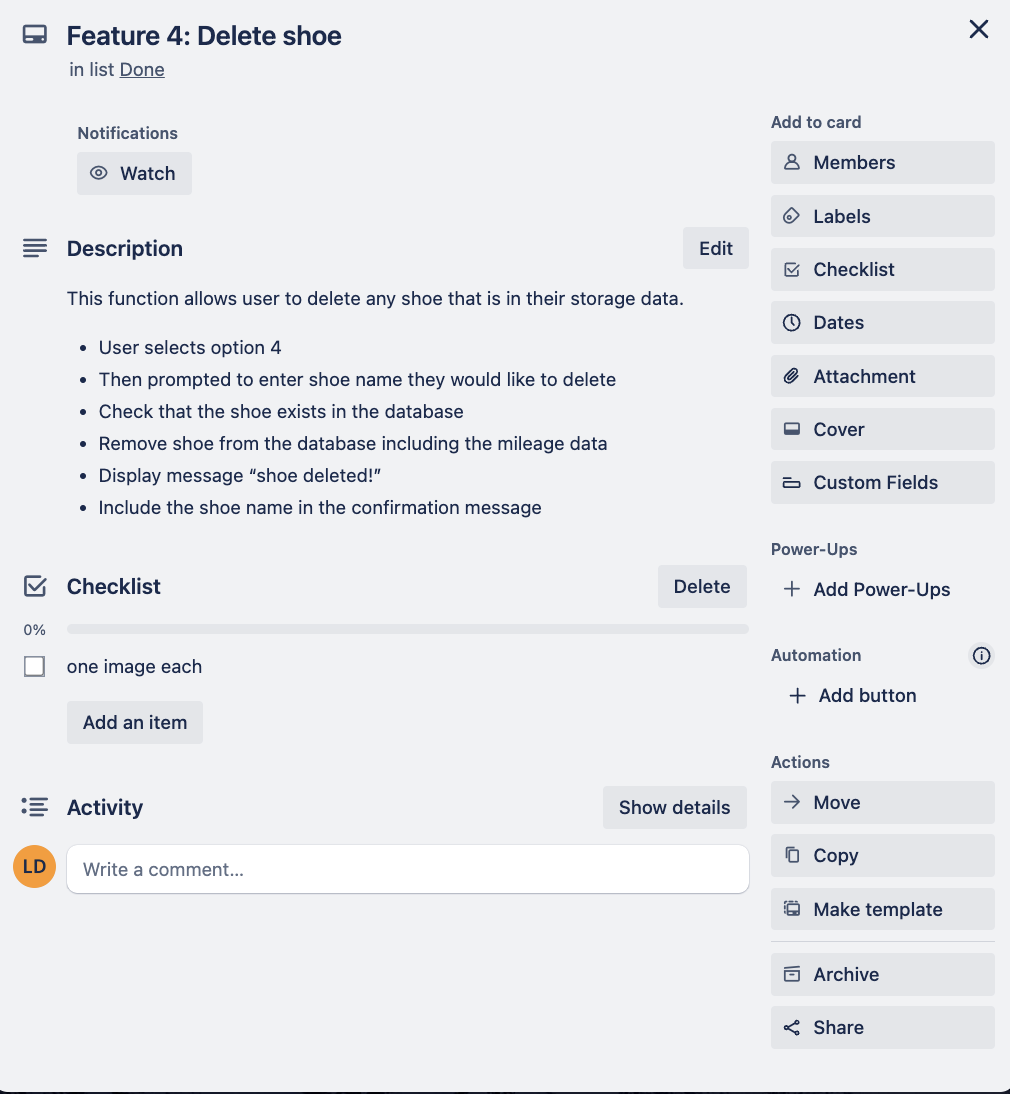 Feature 4: Delete shoe
in list Done
Notifications
Watch
Description
Edit
This function allows user to delete any shoe that is in their storage data.
• User selects option 4
• Then prompted to enter shoe name they would like to delete
• Check that the shoe exists in the database
• Remove shoe from the database including the mileage data
• Display message “shoe deleted!”
• Include the shoe name in the confirmation message
Checklist
Delete
0%
one image each
Add an item
Activity
Show details
LD
Write a comment…
Add to card
Members
Labels
Checklist
Dates
Attachment
Cover
Custom Fields
Power-Ups
Add Power-Ups
Automation
Add button
Actions
Move
Copy
Make template
Archive
Share